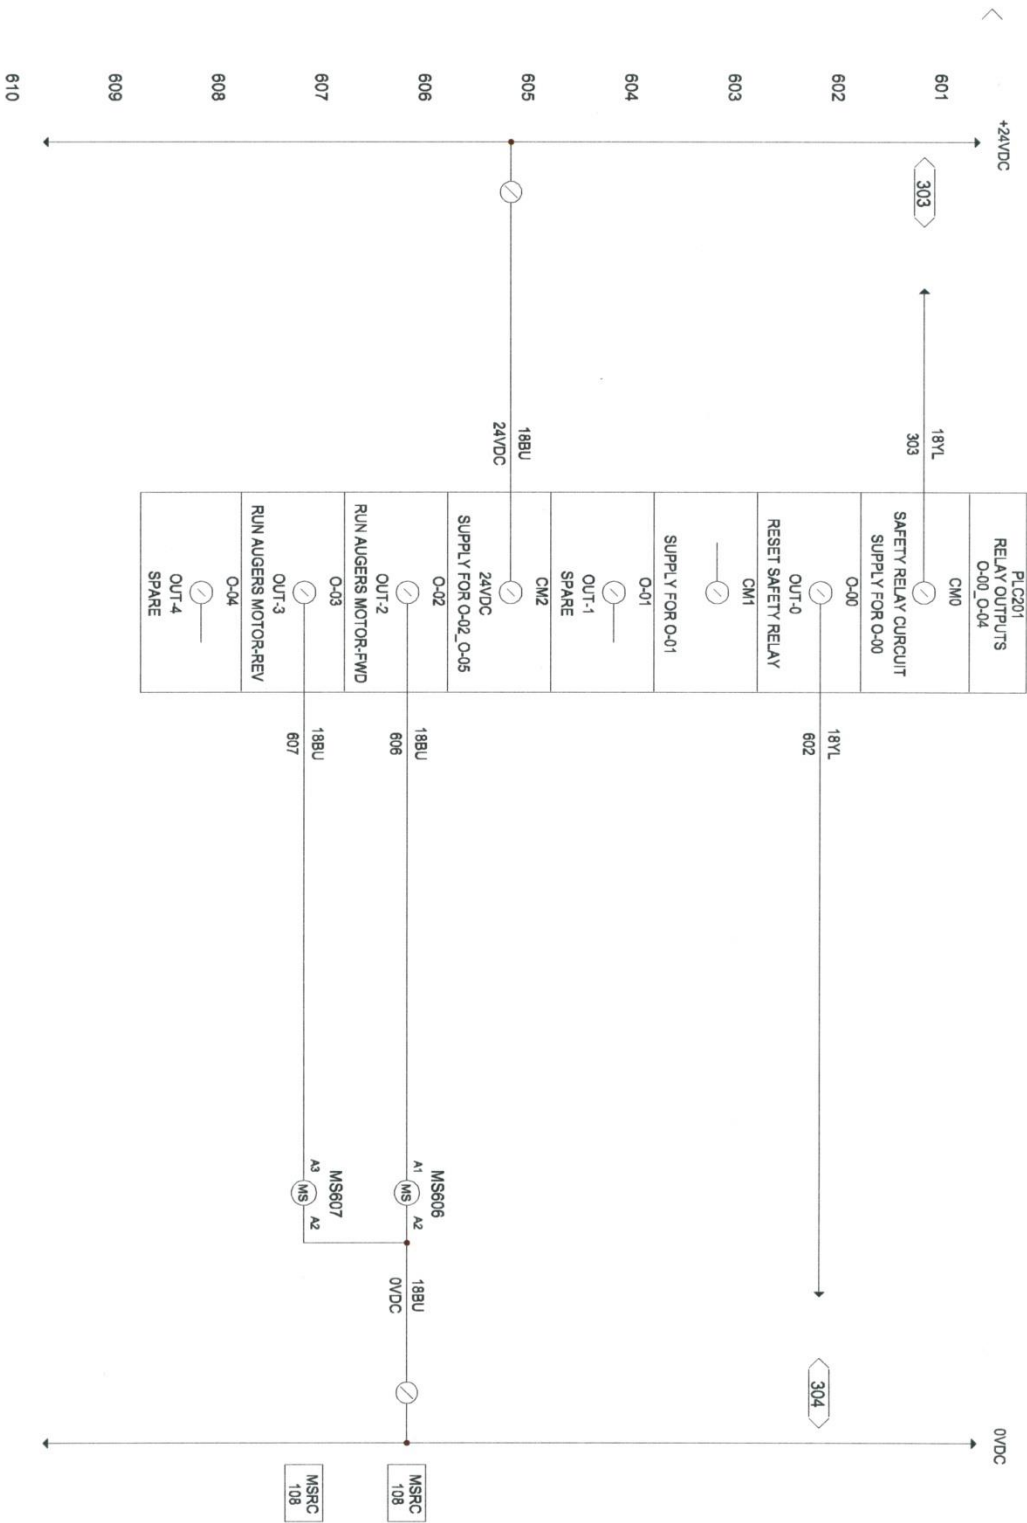 +24VDC
0VDC
PLC201
RELAY OUTPUTS
O-00_O-04
601
303
18YL
303
CM0
SAFETY RELAY CURCUIT
SUPPLY FOR O-00
602
O-00
OUT-0
RESET SAFETY RELAY
18YL
602
304
603
CM1
SUPPLY FOR O-01
604
O-01
OUT-1
SPARE
605
18BU
24VDC
CM2
24VDC
SUPPLY FOR O-02_O-05
606
O-02
OUT-2
RUN AUGERS MOTOR-FWD
18BU
606
MS606
A1
MS
A2
18BU
0VDC
MSRC
108
607
O-03
OUT-3
RUN AUGERS MOTOR-REV
18BU
607
MS607
A3
MS
A2
MSRC
108
608
O-04
OUT-4
SPARE
609
610